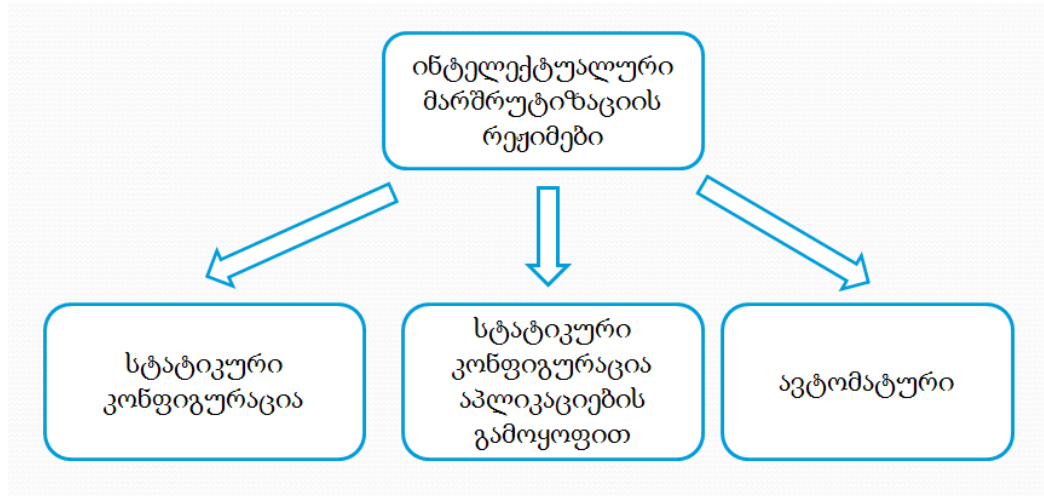 ინტელექტუალური
მარშრუტიზაციის
რეჟიმები
სტატიკური
კონფიგურაცია
სტატიკური
კონფიგურაცია
აპლიკაციების
გამოყოფით
ავტომატური